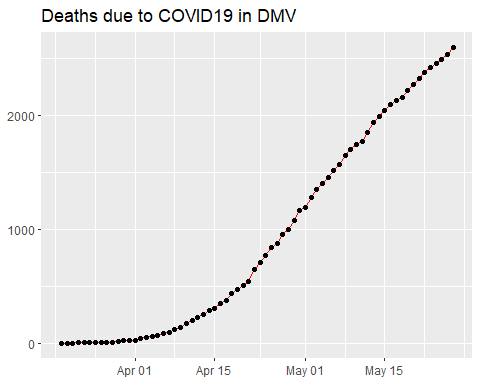 Deaths due to COVID19 in DMV
2000
1000
0
Apr 01
Apr 15
May 01
May 15